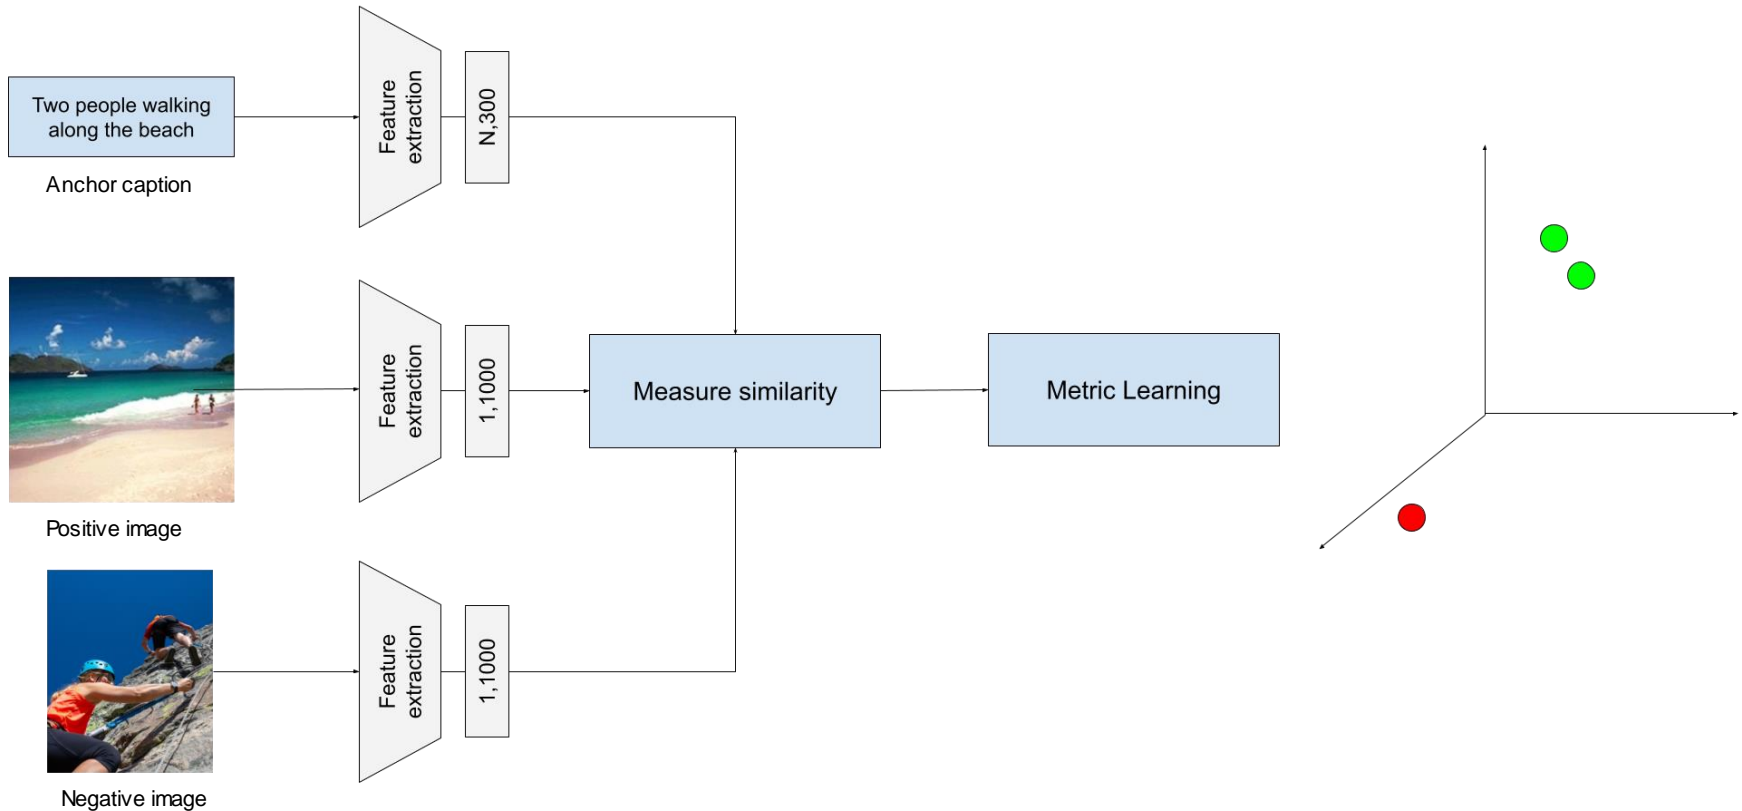 Two people walking
along the beach
Anchor caption
Feature
extraction
N,300
Positive image
Feature
extraction
1,1000
Measure similarity
Metric Learning
Negative image
Feature
extraction
1,1000